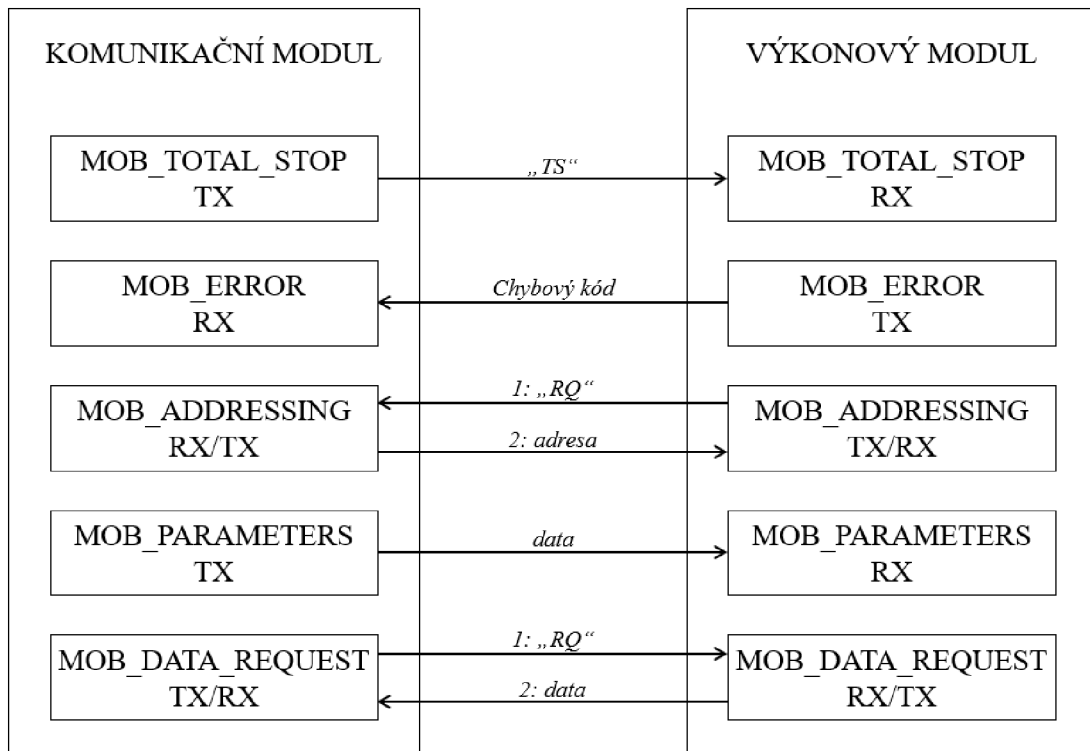 KOMUNIKAČNÍ MODUL
VÝKONOVÝ MODUL
MOB_TOTAL_STOP
TX
„TS“
MOB_TOTAL_STOP
RX
MOB_ERROR
RX
Chybový kód
MOB_ERROR
TX
MOB_ADDRESSING
RX/TX
1: „RQ“
2: adresa
MOB_ADDRESSING
TX/RX
MOB_PARAMETERS
TX
data
MOB_PARAMETERS
RX
MOB_DATA_REQUEST
TX/RX
1: „RQ“
2: data
MOB_DATA_REQUEST
RX/TX